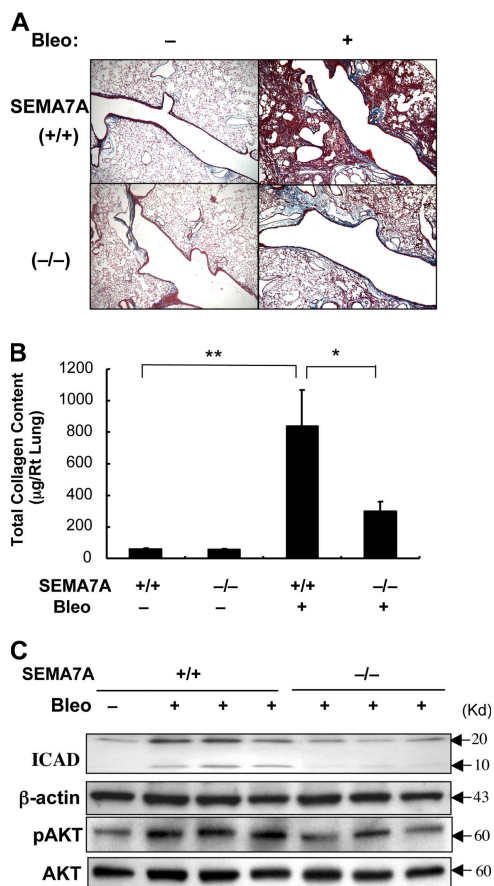 A
Bleo: – +
SEMA7A
(+/+)
(–/–)
B
** *
1200
1000
800
600
400
200
0
Total Collagen Content
(µg/Rt Lung)
SEMA7A +/+ –/– +/+ –/–
Bleo – – + +
C
SEMA7A +/+ –/–
Bleo – + + + + + + (Kd)
ICAD 20
10
β-actin 43
pAKT 60
AKT 60